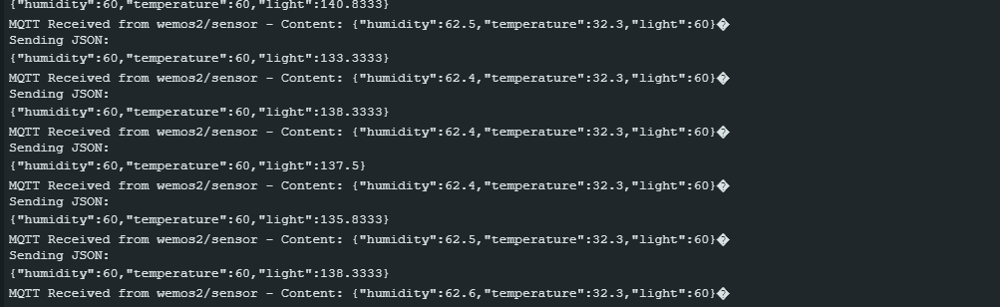 {"humidity":60,"temperature":60,"light":140.8333}
MQTT Received from wemos2/sensor - Content: {"humidity":62.5,"temperature":32.3,"light":60}�
Sending JSON:
{"humidity":60,"temperature":60,"light":133.3333}
MQTT Received from wemos2/sensor - Content: {"humidity":62.4,"temperature":32.3,"light":60}�
Sending JSON:
{"humidity":60,"temperature":60,"light":138.3333}
MQTT Received from wemos2/sensor - Content: {"humidity":62.4,"temperature":32.3,"light":60}�
Sending JSON:
{"humidity":60,"temperature":60,"light":137.5}
MQTT Received from wemos2/sensor - Content: {"humidity":62.4,"temperature":32.3,"light":60}�
Sending JSON:
{"humidity":60,"temperature":60,"light":135.8333}
MQTT Received from wemos2/sensor - Content: {"humidity":62.5,"temperature":32.3,"light":60}�
Sending JSON:
{"humidity":60,"temperature":60,"light":138.3333}
MQTT Received from wemos2/sensor - Content: {"humidity":62.6,"temperature":32.3,"light":60}�